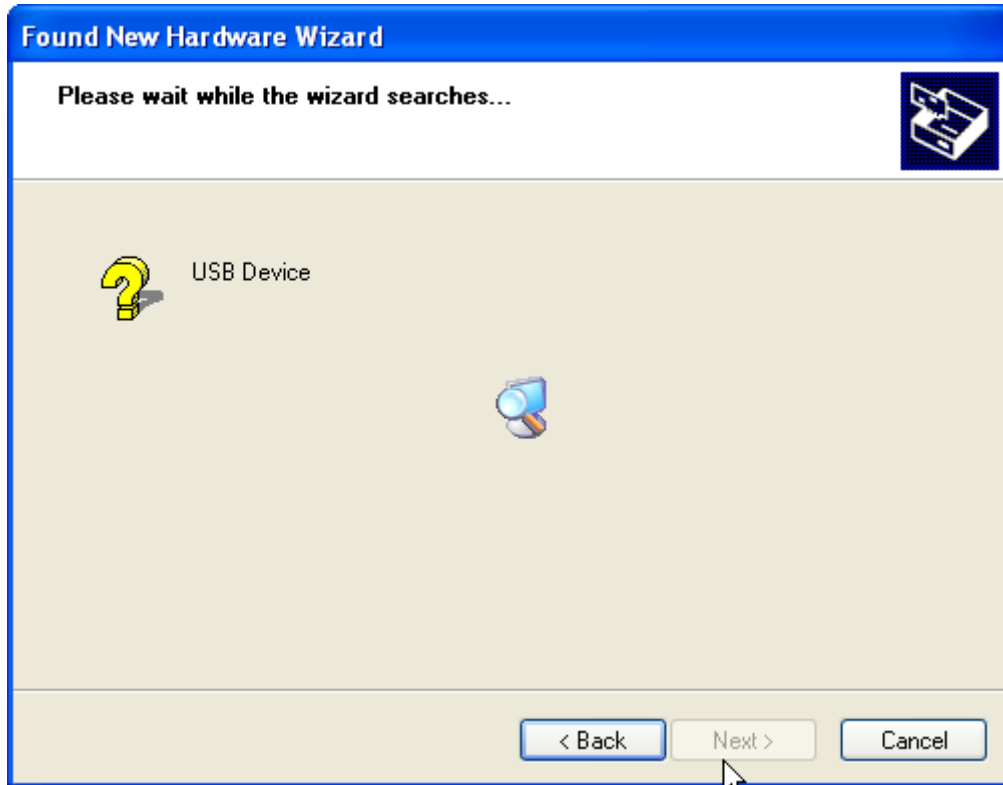 Found New Hardware Wizard
Please wait while the wizard searches...
USB Device
< Back
Next >
Cancel